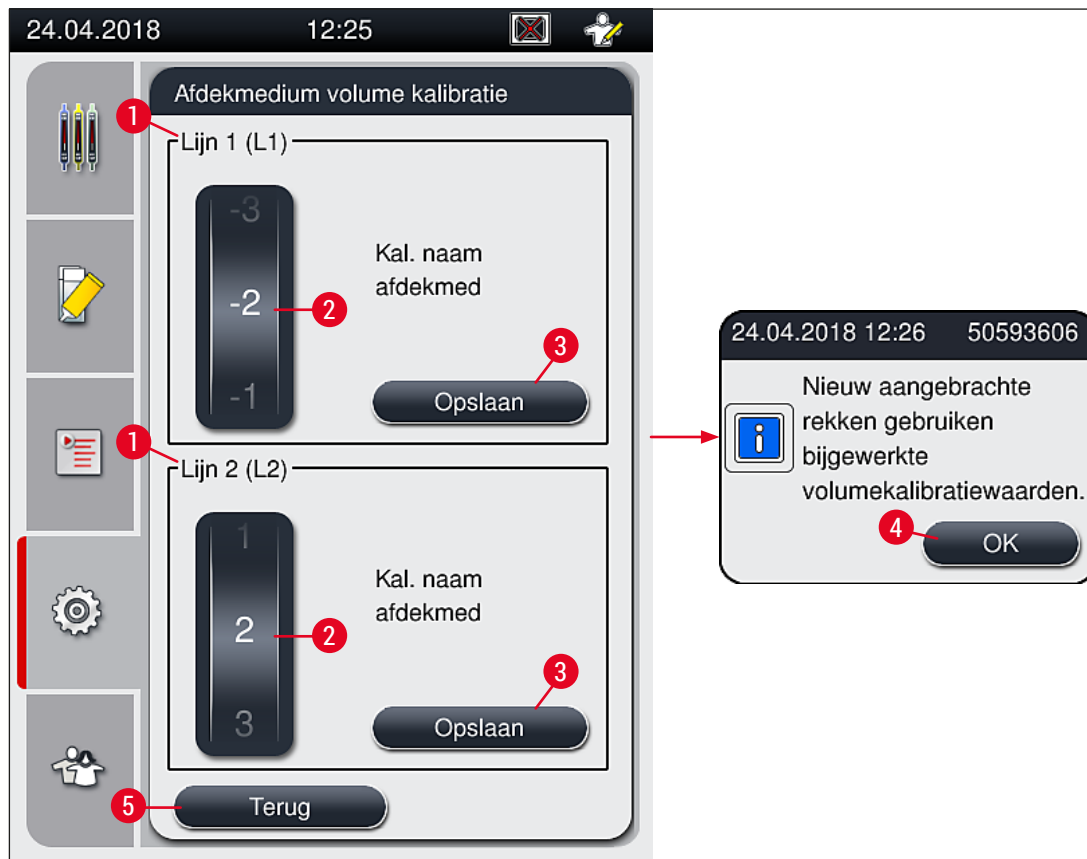 24.04.2018 12:25
Afdekmedium volume kalibratie
1
Lijn 1 (L1)
-3
-2
-1
2
Kal. naam
afdekmed
3
Opslaan
1
Lijn 2 (L2)
1
2
3
2
Kal. naam
afdekmed
3
Opslaan
5
Terug
24.04.2018 12:26 50593606
i
Nieuw aangebrachte
rekken gebruiken
bijgewerkte
volumekalibratiewaarden.
4
OK